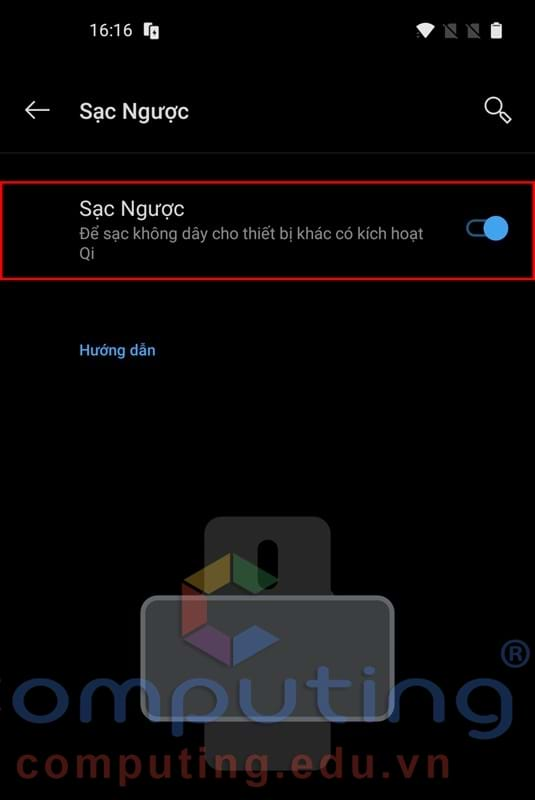 16:16
Sạc Ngược
Sạc Ngược
Để sạc không dây cho thiết bị khác có kích hoạt
Qi
Hướng dẫn
computing®
computing.edu.vn